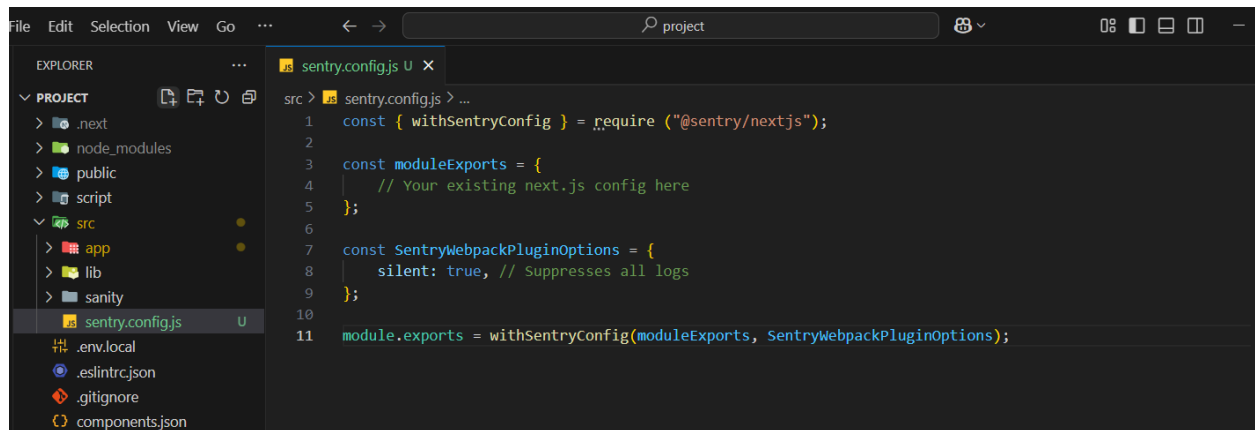 File Edit Selection View Go ... project
EXPLORER ...
sentry.config.js U
PROJECT
src > JS sentry.config.js > ...
.next
node_modules
public
script
src
app
lib
sanity
JS sentry.config.js U
.env.local
.eslintrc.json
.gitignore
components.json
1 const { withSentryConfig } = require ("@sentry/nextjs");
2
3 const moduleExports = {
4 // Your existing next.js config here
5 };
6
7 const SentryWebpackPluginOptions = {
8 silent: true, // Suppresses all logs
9 };
10
11 module.exports = withSentryConfig(moduleExports, SentryWebpackPluginOptions);